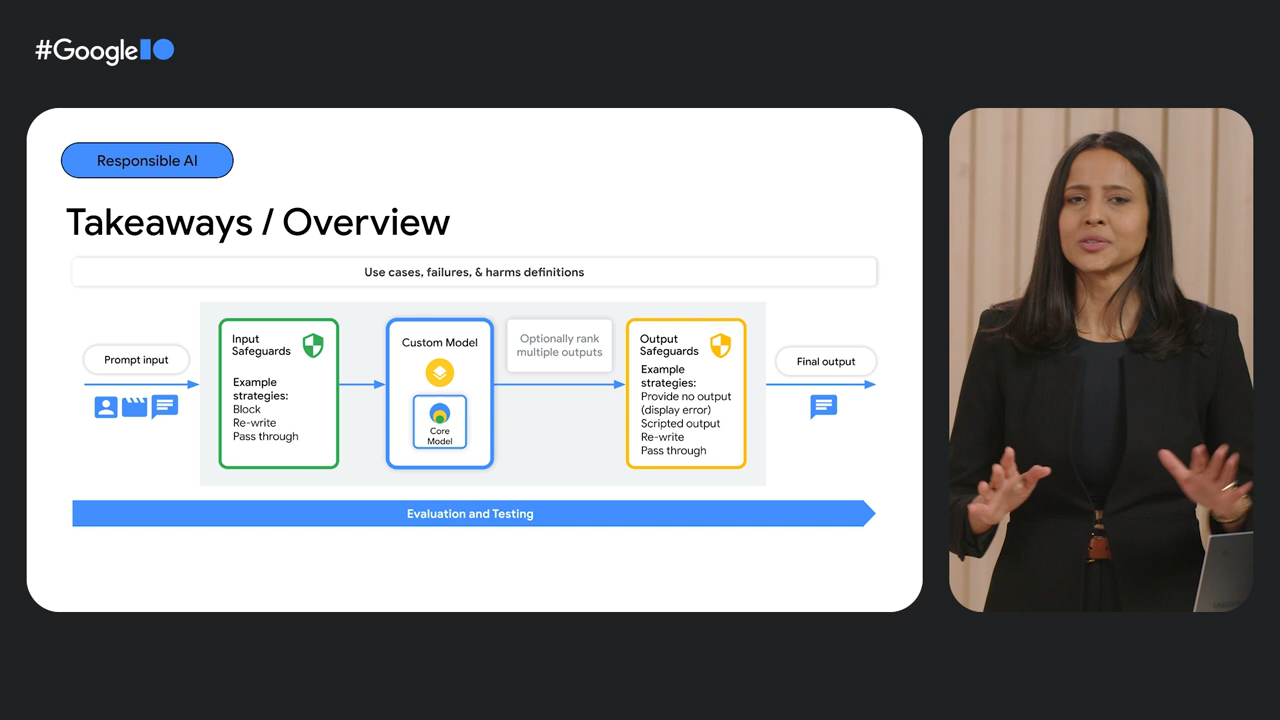 #Google IO
Responsible AI
Takeaways / Overview
Use cases, failures, & harms definitions
Prompt input
Input
Safeguards
Example
strategies:
Block
Re-write
Pass through
Custom Model
Core
Model
Optionally rank
multiple outputs
Output
Safeguards
Example
strategies:
Provide no output
(display error)
Scripted output
Re-write
Pass through
Final output
Evaluation and Testing